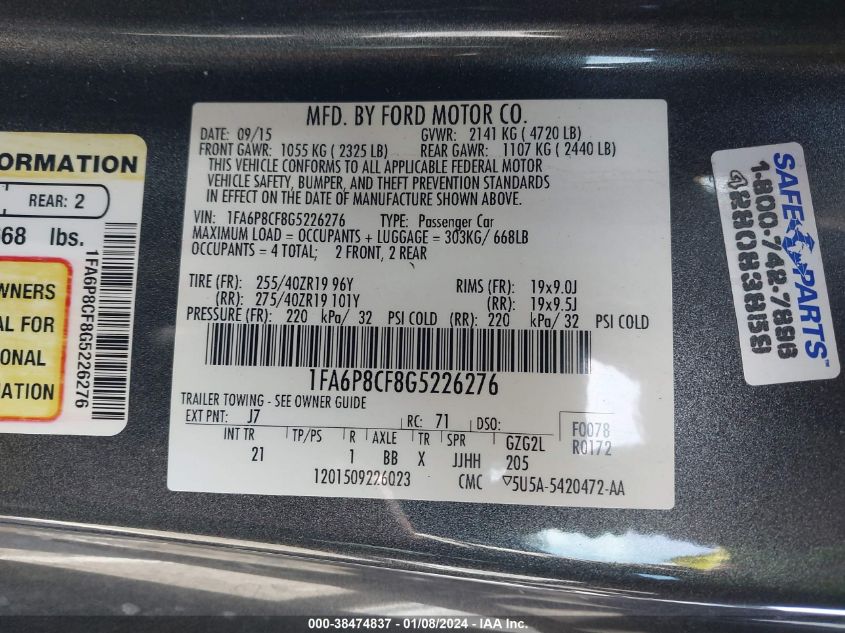 MFD. BY FORD MOTOR CO.
DATE: 09/15 GVWR: 2141 KG ( 4720 LB)
FRONT GAWR: 1055 KG ( 2325 LB) REAR GAWR: 1107 KG ( 2440 LB)
THIS VEHICLE CONFORMS TO ALL APPLICABLE FEDERAL MOTOR
VEHICLE SAFETY, BUMPER, AND THEFT PREVENTION STANDARDS
IN EFFECT ON THE DATE OF MANUFACTURE SHOWN ABOVE.
VIN: 1FA6P8CF8G5226276 TYPE: Passenger Car
MAXIMUM LOAD = OCCUPANTS + LUGGAGE = 303KG/ 668LB
OCCUPANTS = 4 TOTAL; 2 FRONT, 2 REAR
TIRE (FR): 255/40ZR19 96Y RIMS (FR): 19x9.0J
(RR): 275/40ZR19 101Y (RR): 19x9.5J
PRESSURE (FR): 220 kPa/ 32 PSI COLD (RR): 220 kPa/ 32 PSI COLD
1FA6P8CF8G5226276
TRAILER TOWING - SEE OWNER GUIDE
EXT PNT: J7 RC: 71 DSO: F0078
R0172
INT TR TP/PS R AXLE TR SPR GZG2L
21 1 BB X JJHH 205
1201509226023 CMC ▽5U5A-5420472-AA
ORMATION
REAR: 2
668 lbs.
WNERS
AL FOR
IONAL
MATION
1FA6P8CF8G5226276
SAFE PARTS
1-800-742-7896
000-38474837 - 01/08/2024 - IAA Inc.